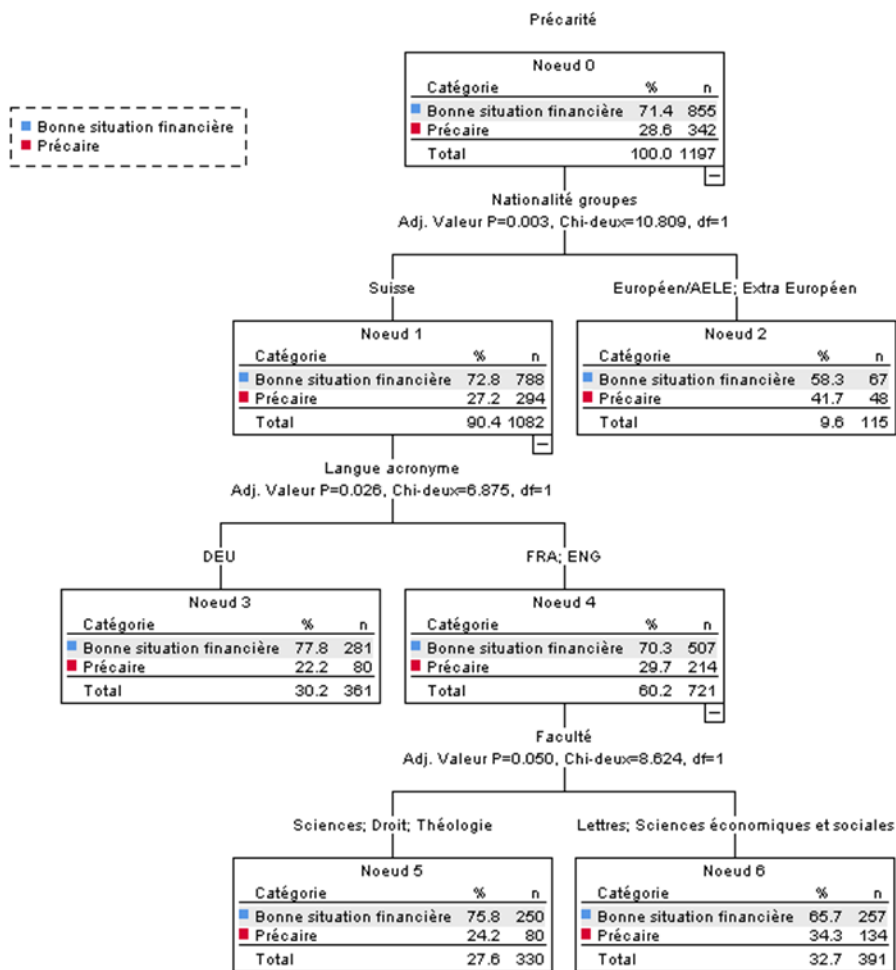 Précarité
Bonne situation financière
Précaire
Noeud 0
Catégorie % n
Bonne situation financière 71.4 855
Précaire 28.6 342
Total 100.0 1197
Nationalité groupes
Adj. Valeur P=0.003, Chi-deux=10.809, df=1
Suisse
Européen/AELE; Extra Européen
Noeud 1
Catégorie % n
Bonne situation financière 72.8 788
Précaire 27.2 294
Total 90.4 1082
Noeud 2
Catégorie % n
Bonne situation financière 58.3 67
Précaire 41.7 48
Total 9.6 115
Langue acronyme
Adj. Valeur P=0.026, Chi-deux=6.875, df=1
DEU
FRA; ENG
Noeud 3
Catégorie % n
Bonne situation financière 77.8 281
Précaire 22.2 80
Total 30.2 361
Noeud 4
Catégorie % n
Bonne situation financière 70.3 507
Précaire 29.7 214
Total 60.2 721
Faculté
Adj. Valeur P=0.050, Chi-deux=8.624, df=1
Sciences; Droit; Théologie
Lettres; Sciences économiques et sociales
Noeud 5
Catégorie % n
Bonne situation financière 75.8 250
Précaire 24.2 80
Total 27.6 330
Noeud 6
Catégorie % n
Bonne situation financière 65.7 257
Précaire 34.3 134
Total 32.7 391